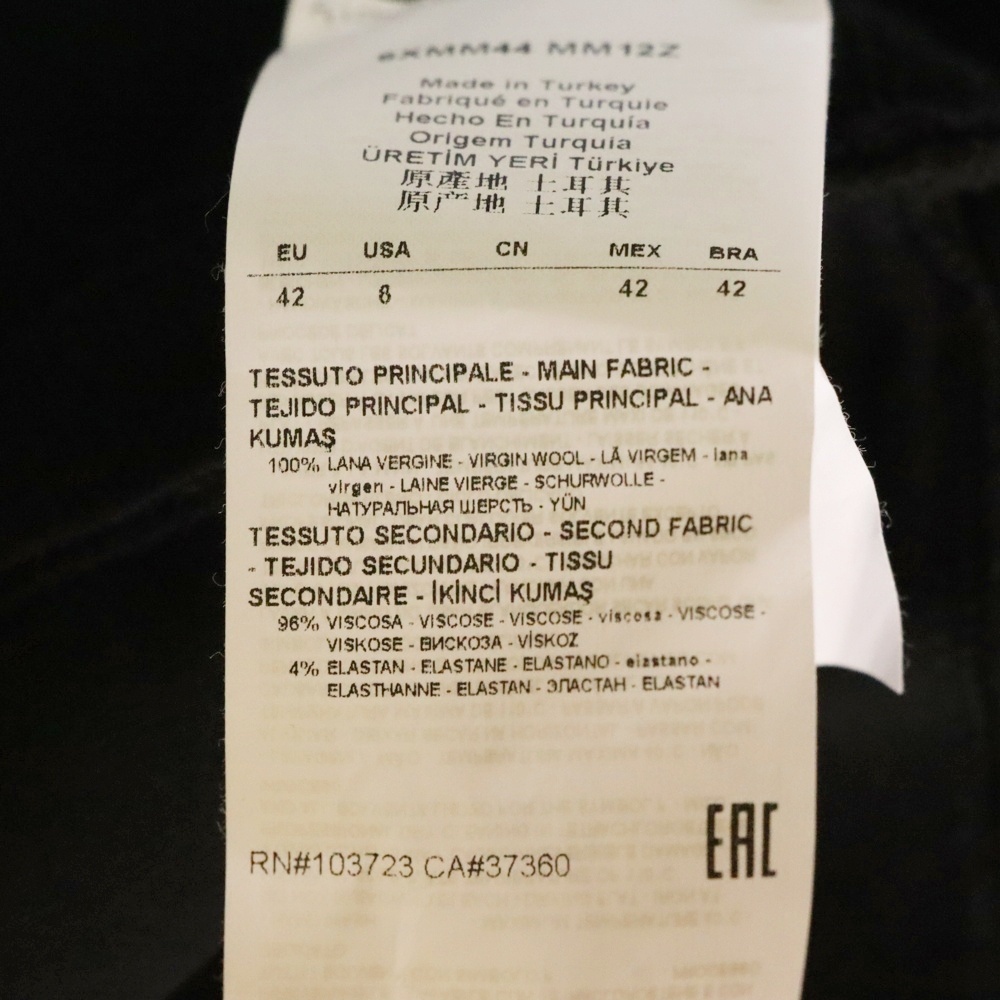 MM44 MM12Z
Made in Turkey
Fabriqué en Turquie
Hecho En Turquía
Origem Turquia
ÜRETİM YERİ Türkiye
原產地 土耳其
原产地 土耳其
EU USA CN MEX BRA
42 8 42 42
TESSUTO PRINCIPALE - MAIN FABRIC -
TEJIDO PRINCIPAL - TISSU PRINCIPAL - ANA
KUMAŞ
100% LANA VERGINE - VIRGIN WOOL - LÃ VIRGEM - lana
virgen - LAINE VIERGE - SCHURWOLLE -
НАТУРАЛЬНАЯ ШЕРСТЬ - YÜN
TESSUTO SECONDARIO - SECOND FABRIC
- TEJIDO SECUNDARIO - TISSU
SECONDAIRE - İKİNCİ KUMAŞ
96% VISCOSA - VISCOSE - VISCOSE - viscosa - VISCOSE -
VISKOSE - ВИСКОЗА - VİSKOZ
4% ELASTAN - ELASTANE - ELASTANO - elastano -
ELASTHANNE - ELASTAN - ЭЛАСТАН - ELASTAN
RN#103723 CA#37360
EAC